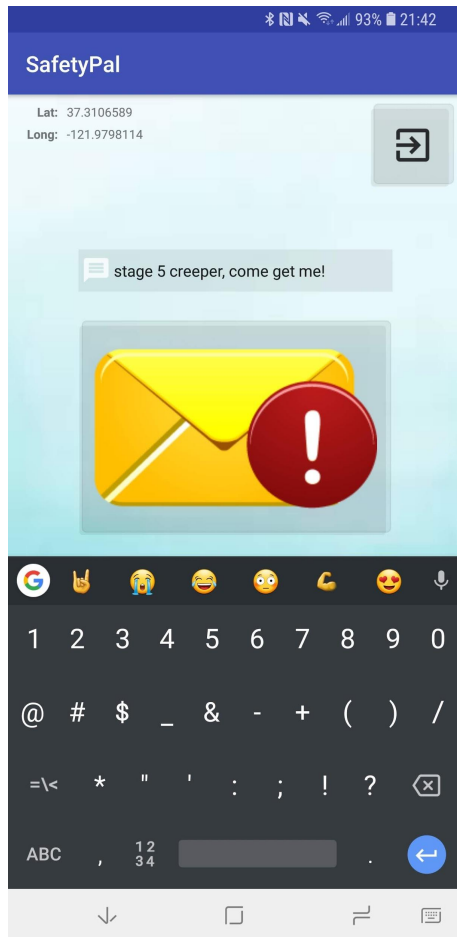 93% 21:42
SafetyPal
Lat: 37.3106589
Long: -121.9798114
stage 5 creeper, come get me!
!
G
1 2 3 4 5 6 7 8 9 0
@ # $ _ & - + ( ) /
=\< * " ' : ; ! ?
ABC , 12 34 .